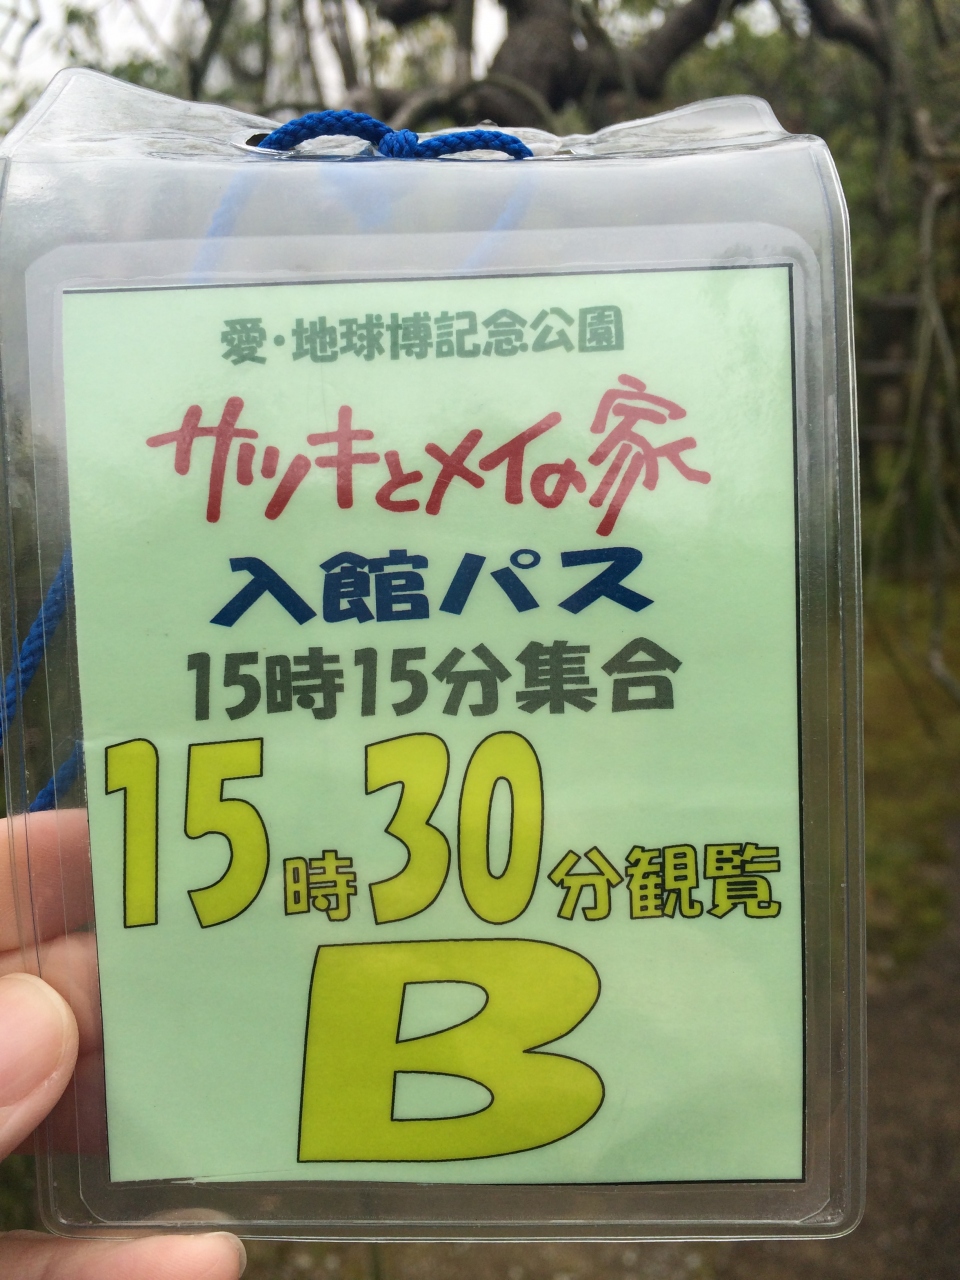 愛・地球博記念公園
サツキとメイの家
入館パス
15時15分集合
15時30分観覧
B